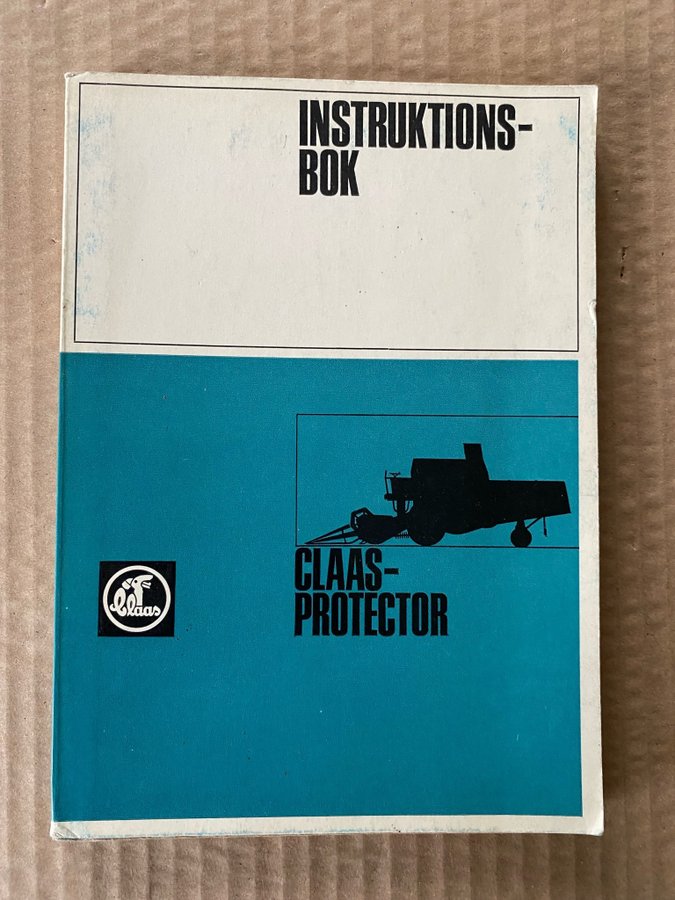 INSTRUKTIONS-
BOK
Claas
CLAAS-
PROTECTOR